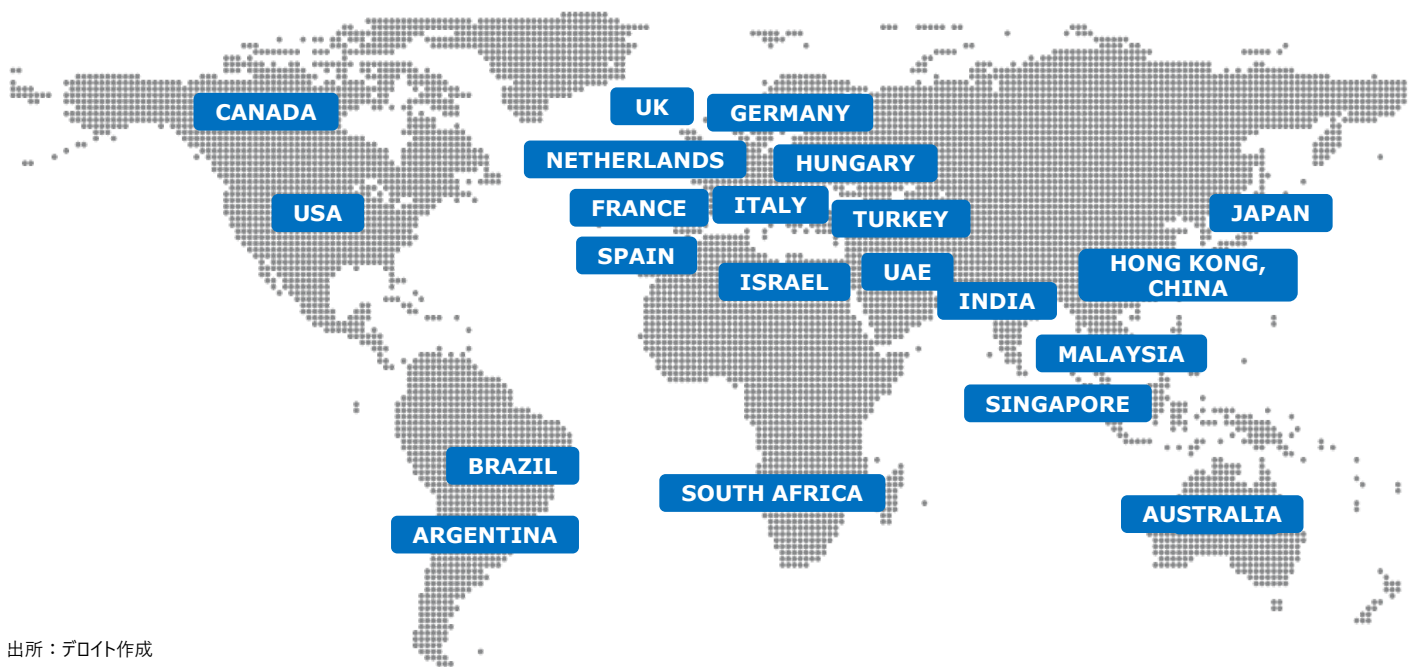 CANADA
UK
GERMANY
NETHERLANDS
HUNGARY
USA
FRANCE
ITALY
TURKEY
JAPAN
SPAIN
ISRAEL
UAE
HONG KONG,
CHINA
INDIA
MALAYSIA
SINGAPORE
BRAZIL
SOUTH AFRICA
AUSTRALIA
ARGENTINA
出所：デロイト作成